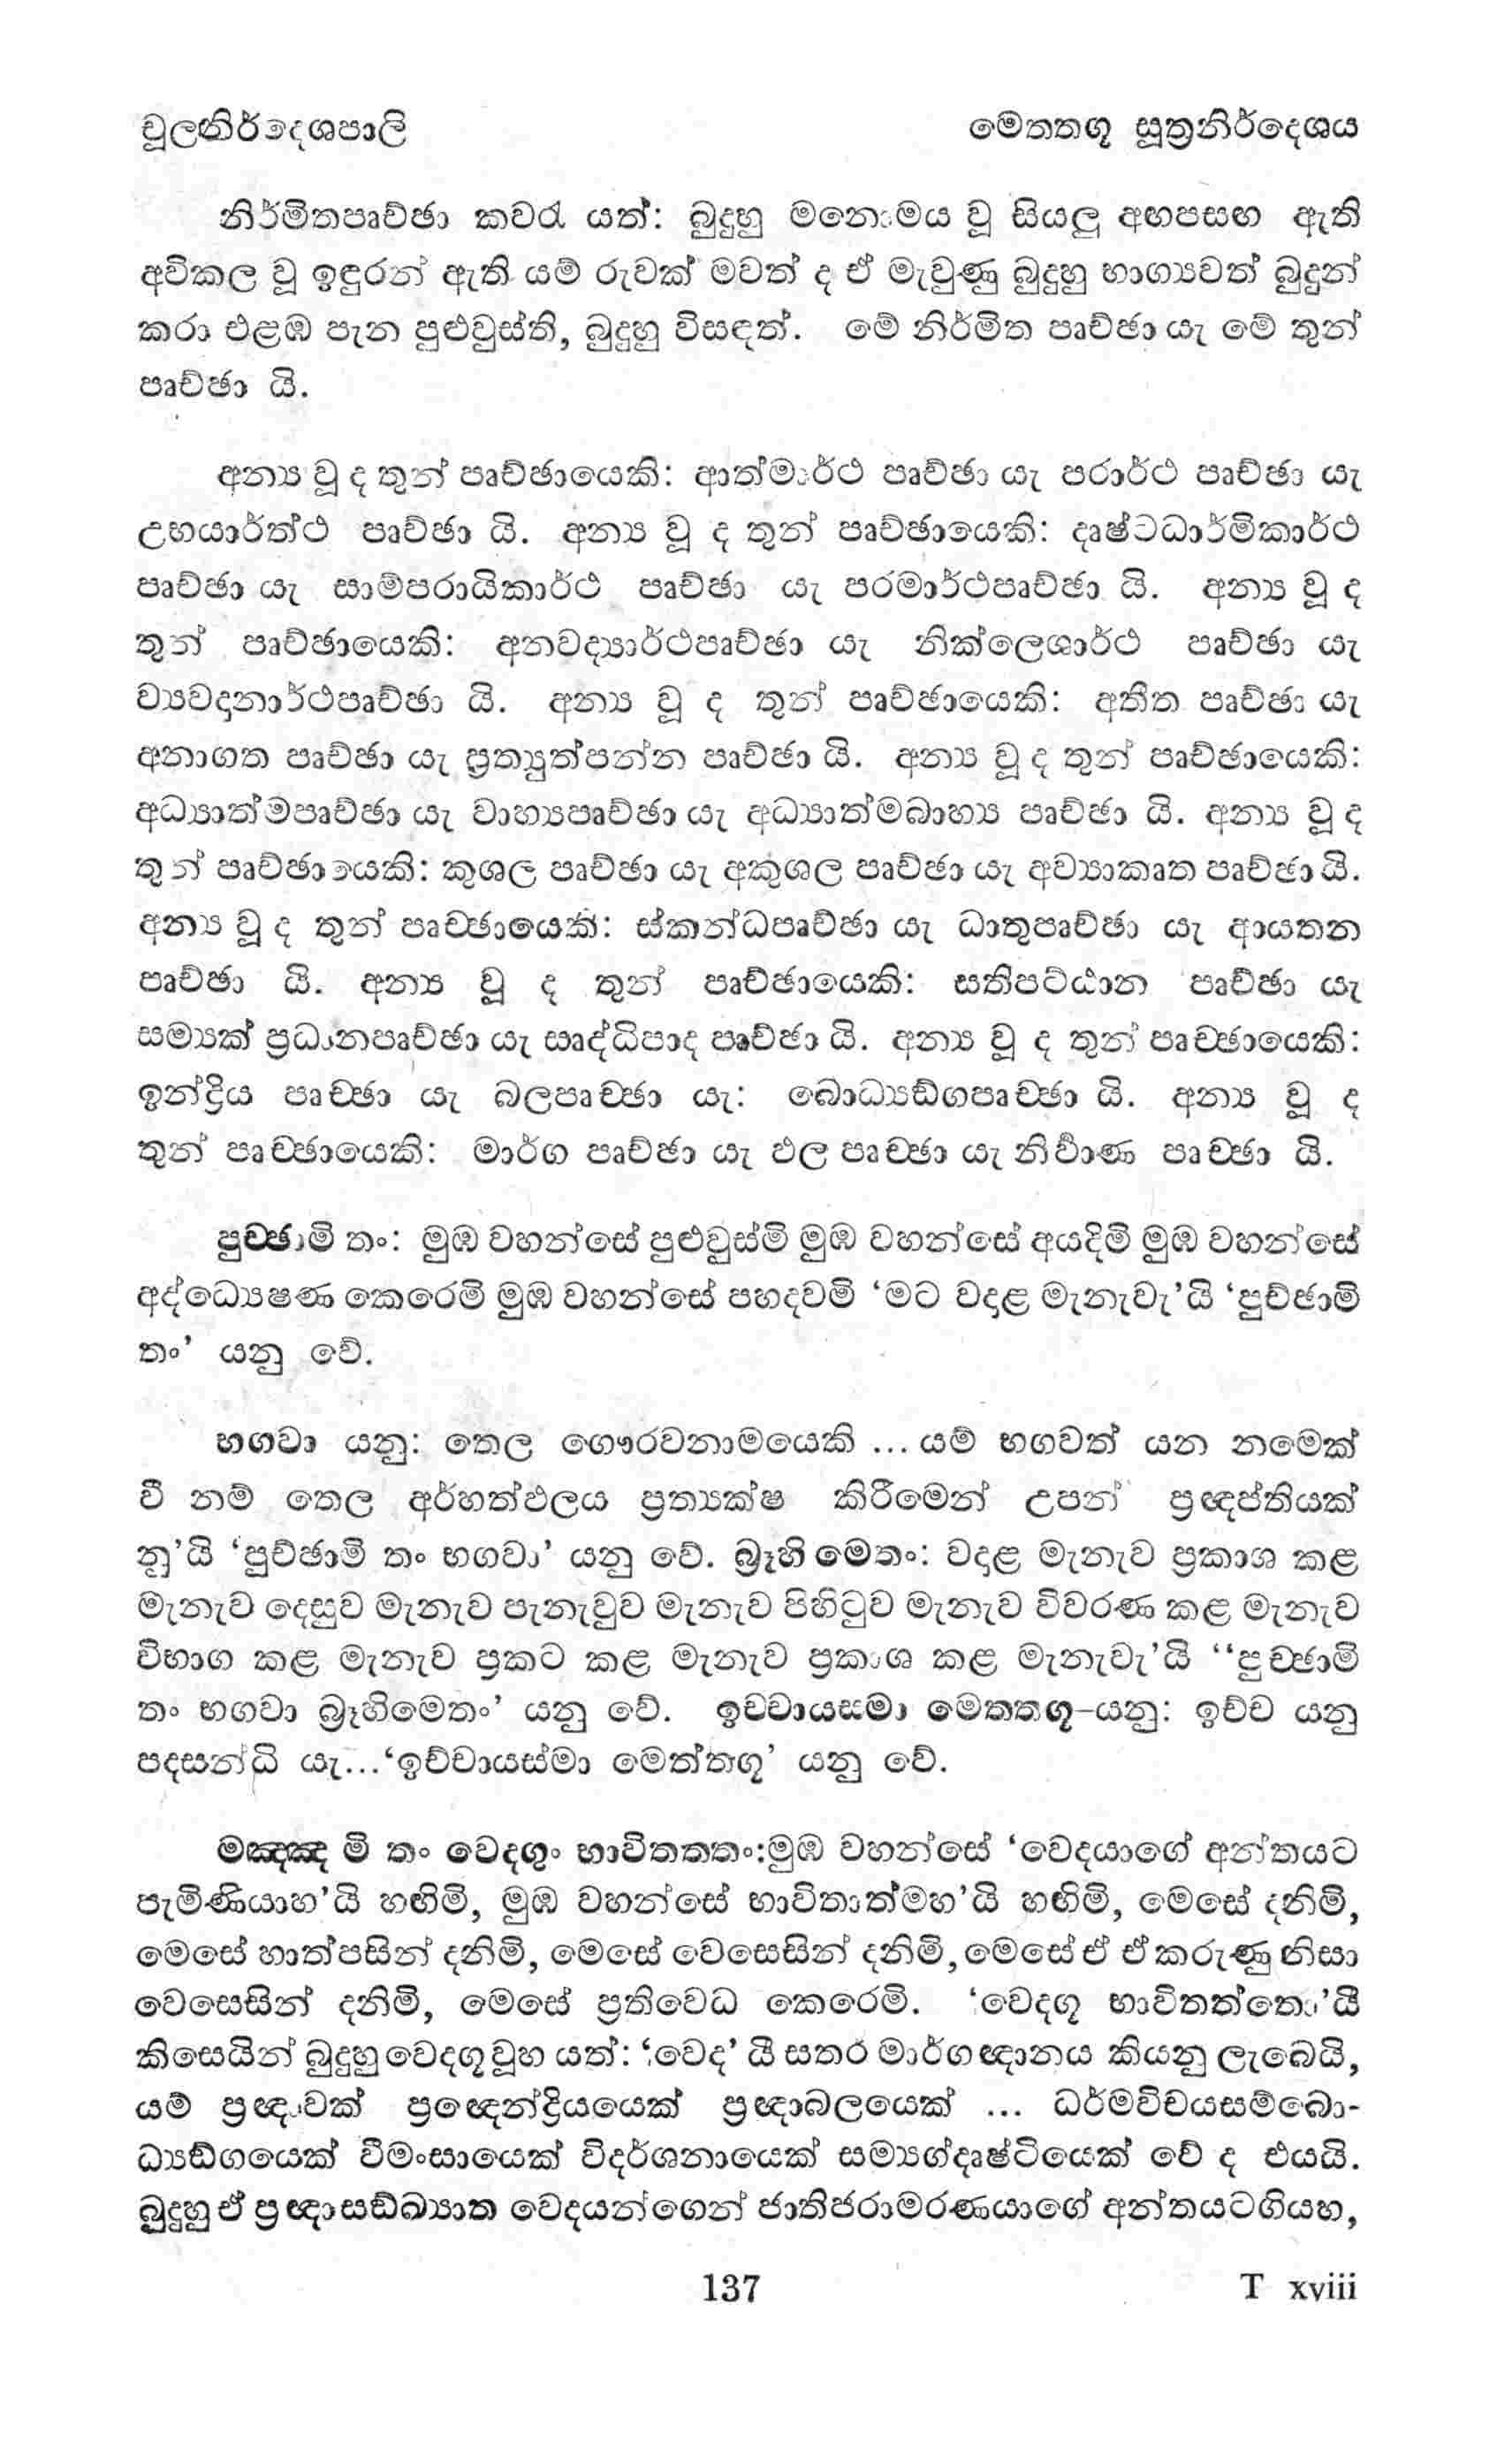 චූලනිර්දෙශපාලි මෙත්තගූ සූත්‍රනිර්දෙශය
නිර්මිතපෘච්ඡා කවරැ යත්: බුදුහු මනොමය වූ සියලු අඟපසඟ ඇති
අවිකල වූ ඉඳුරන් ඇති යම් රුවක් මවත් ද ඒ මැවුණු බුදුහු භාග්‍යවත් බුදුන්
කරා එළඹ පැන පුළුවුස්ති, බුදුහු විසඳත්. මේ නිර්මිත පෘච්ඡා යැ මේ තුන්
පෘච්ඡා යි.
අන්‍ය වූ ද තුන් පෘච්ඡායෙකි: ආත්මාර්ථ පෘච්ඡා යැ පරාර්ථ පෘච්ඡා යැ
උභයාර්ත්ථ පෘච්ඡා යි. අන්‍ය වූ ද තුන් පෘච්ඡායෙකි: දෘෂ්ටධාර්මිකාර්ථ
පෘච්ඡා යැ සාම්පරායිකාර්ථ පෘච්ඡා යැ පරමාර්ථපෘච්ඡා යි. අන්‍ය වූ ද
තුන් පෘච්ඡායෙකි: අනවද්‍යාර්ථපෘච්ඡා යැ නික්ලෙශාර්ථ පෘච්ඡා යැ
ව්‍යවදානාර්ථපෘච්ඡා යි. අන්‍ය වූ ද තුන් පෘච්ඡායෙකි: අතීත පෘච්ඡා යැ
අනාගත පෘච්ඡා යැ ප්‍රත්‍යුත්පන්න පෘච්ඡා යි. අන්‍ය වූ ද තුන් පෘච්ඡායෙකි:
අධ්‍යාත්මපෘච්ඡා යැ වාහ්‍යපෘච්ඡා යැ අධ්‍යාත්මබාහ්‍ය පෘච්ඡා යි. අන්‍ය වූ ද
තුන් පෘච්ඡායෙකි: කුශල පෘච්ඡා යැ අකුශල පෘච්ඡා යැ අව්‍යාකෘත පෘච්ඡා යි.
අන්‍ය වූ ද තුන් පෘච්ඡායෙකි: ස්කන්ධපෘච්ඡා යැ ධාතුපෘච්ඡා යැ ආයතන
පෘච්ඡා යි. අන්‍ය වූ ද තුන් පෘච්ඡායෙකි: සතිපට්ඨාන පෘච්ඡා යැ
සම්‍යක් ප්‍රධානපෘච්ඡා යැ ඍද්ධිපාද පෘච්ඡා යි. අන්‍ය වූ ද තුන් පෘච්ඡායෙකි:
ඉන්ද්‍රිය පෘච්ඡා යැ බලපෘච්ඡා යැ: බොධ්‍යඞ්ගපෘච්ඡා යි. අන්‍ය වූ ද
තුන් පෘච්ඡායෙකි: මාර්ග පෘච්ඡා යැ ඵල පෘච්ඡා යැ නිර්‍වාණ පෘච්ඡා යි.
පුච්ඡාමි තං: මුඹ වහන්සේ පුළුවුස්මි මුඹ වහන්සේ අයදිමි මුඹ වහන්සේ
අද්ධ්‍යෙෂණ කෙරෙමි මුඹ වහන්සේ පහදවමි ‘මට වදාළ මැනැවැ’යි ‘පුච්ඡාමි
තං’ යනු වේ.
භගවා යනු: තෙල ගෞරවනාමයෙකි ... යම් භගවත් යන නමෙක්
වී නම් තෙල අර්හත්ඵලය ප්‍රත්‍යක්ෂ කිරීමෙන් උපන් ප්‍රඥප්තියක්
නූ’යි ‘පුච්ඡාමි තං භගවා’ යනු වේ. බ්‍රූහි මෙතං: වදාළ මැනැව ප්‍රකාශ කළ
මැනැව දෙසුව මැනැව පැනැවුව මැනැව පිහිටුව මැනැව විවරණ කළ මැනැව
විභාග කළ මැනැව ප්‍රකට කළ මැනැව ප්‍රකාශ කළ මැනැවැ’යි “පුච්ඡාමි
තං භගවා බ්‍රූහිමෙතං’ යනු වේ. ඉච්චායස්මා මෙත්තගූ-යනු: ඉච්ච යනු
පදසන්ධි යැ...‘ඉච්චායස්මා මෙත්තගූ’ යනු වේ.
මඤ්ඤ මි තං වෙදගුං භාවිතත්තං:මුඹ වහන්සේ ‘වෙදයාගේ අන්තයට
පැමිණියාහ’යි හඟිමි, මුඹ වහන්සේ භාවිතාත්මහ’යි හඟිමි, මෙසේ දනිමි,
මෙසේ හාත්පසින් දනිමි, මෙසේ වෙසෙසින් දනිමි, මෙසේ ඒ ඒ කරුණු නිසා
වෙසෙසින් දනිමි, මෙසේ ප්‍රතිවෙධ කෙරෙමි. ‘වෙදගූ භාවිතත්තො’යී
කිසෙයින් බුදුහු වෙදගූ වූහ යත්: ‘වෙද’ යී සතර මාර්ගඥානය කියනු ලැබෙයි,
යම් ප්‍රඥාවක් ප්‍රඥෙන්ද්‍රියයෙක් ප්‍රඥාබලයෙක් ... ධර්මවිචයසම්බො-
ධ්‍යඞ්ගයෙක් වීමංසායෙක් විදර්ශනායෙක් සම්‍යග්දෘෂ්ටියෙක් වේ ද එයයි.
බුදුහු ඒ ප්‍රඥාසඞ්ඛ්‍යාත වෙදයන්ගෙන් ජාතිජරාමරණයාගේ අන්තයටගියහ,
137 T xviii